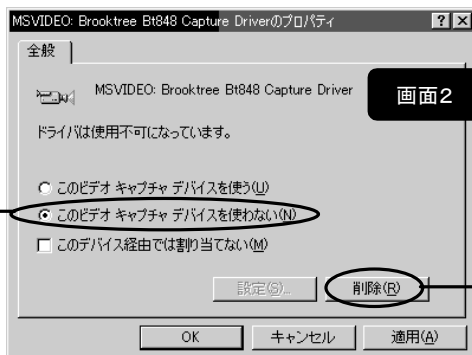 MSVIDEO: Brooktree Bt848 Capture Driverのプロパティ
全般
MSVIDEO: Brooktree Bt848 Capture Driver
画面2
ドライバは使用不可になっています。
このビデオ キャプチャ デバイスを使う(U)
このビデオ キャプチャ デバイスを使わない(N)
このデバイス経由では割り当てない(M)
設定(S)...
削除(R)
OK
キャンセル
適用(A)